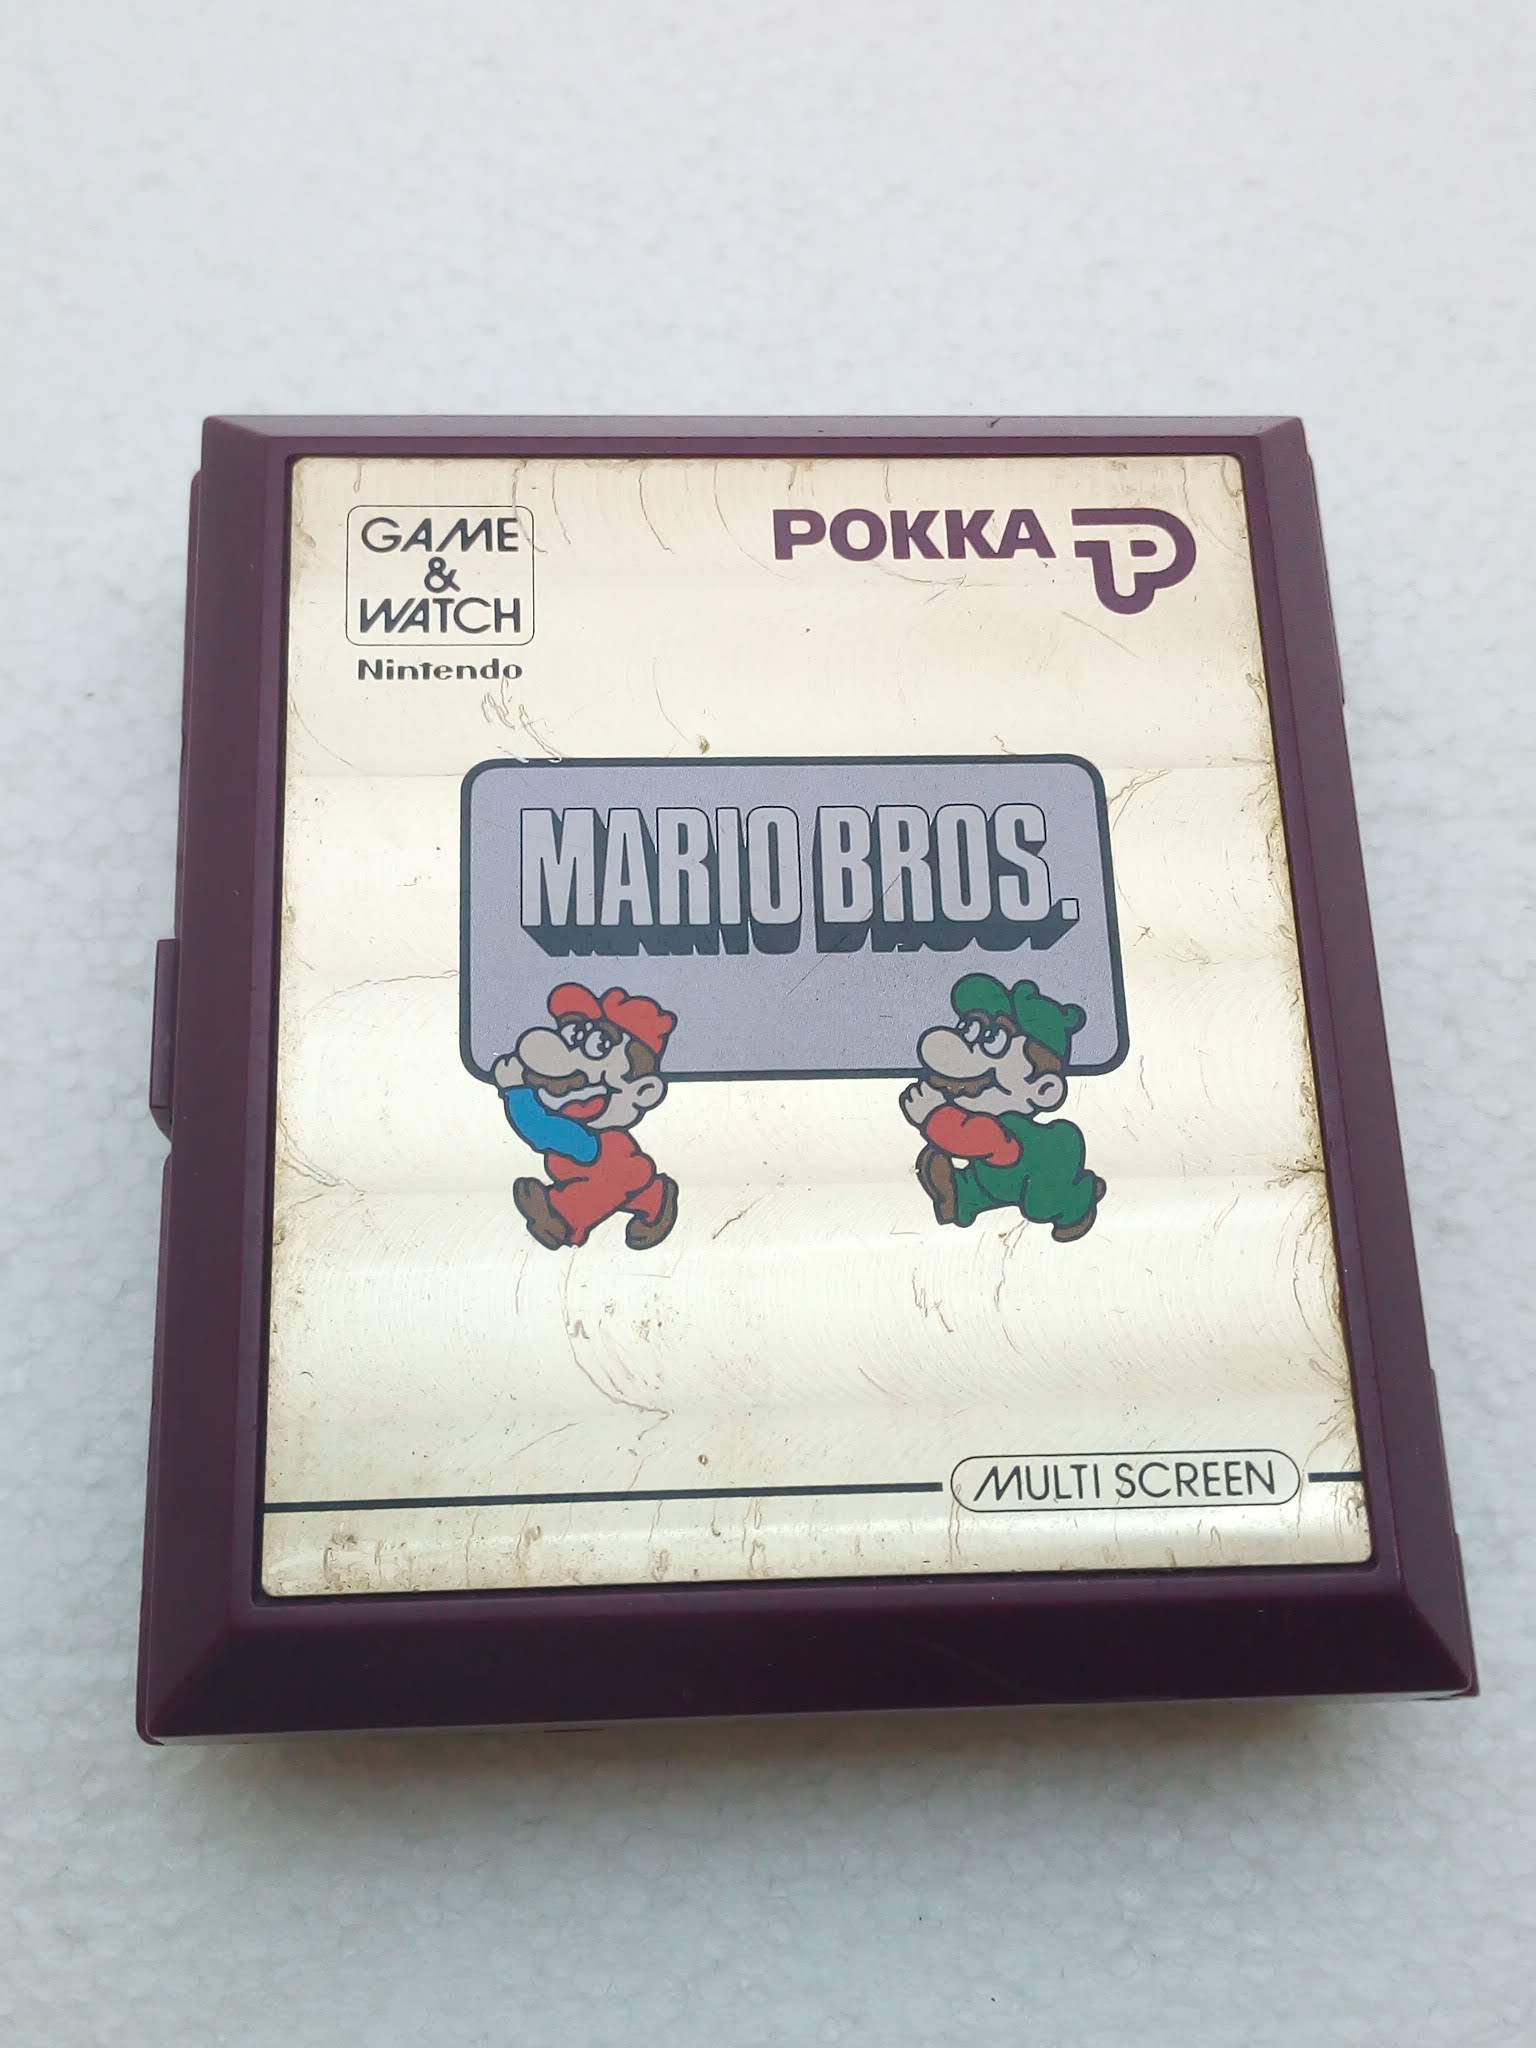 GAME
&
WATCH
Nintendo
POKKA P
MARIO BROS.
MULTI SCREEN